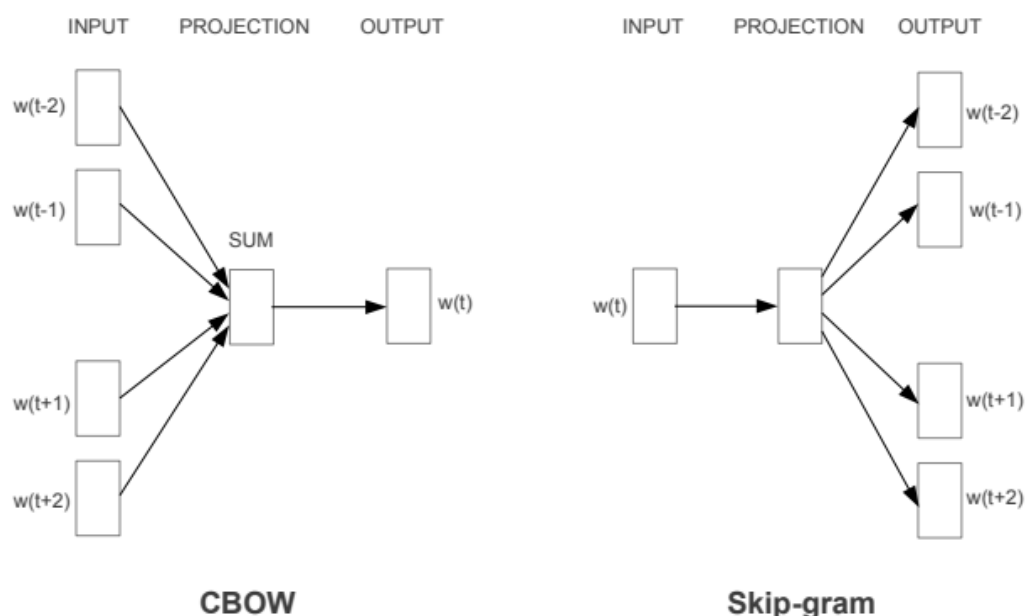 INPUT PROJECTION OUTPUT
w(t-2)
w(t-1)
SUM
w(t)
w(t+1)
w(t+2)
CBOW
INPUT PROJECTION OUTPUT
w(t-2)
w(t-1)
w(t)
w(t+1)
w(t+2)
Skip-gram